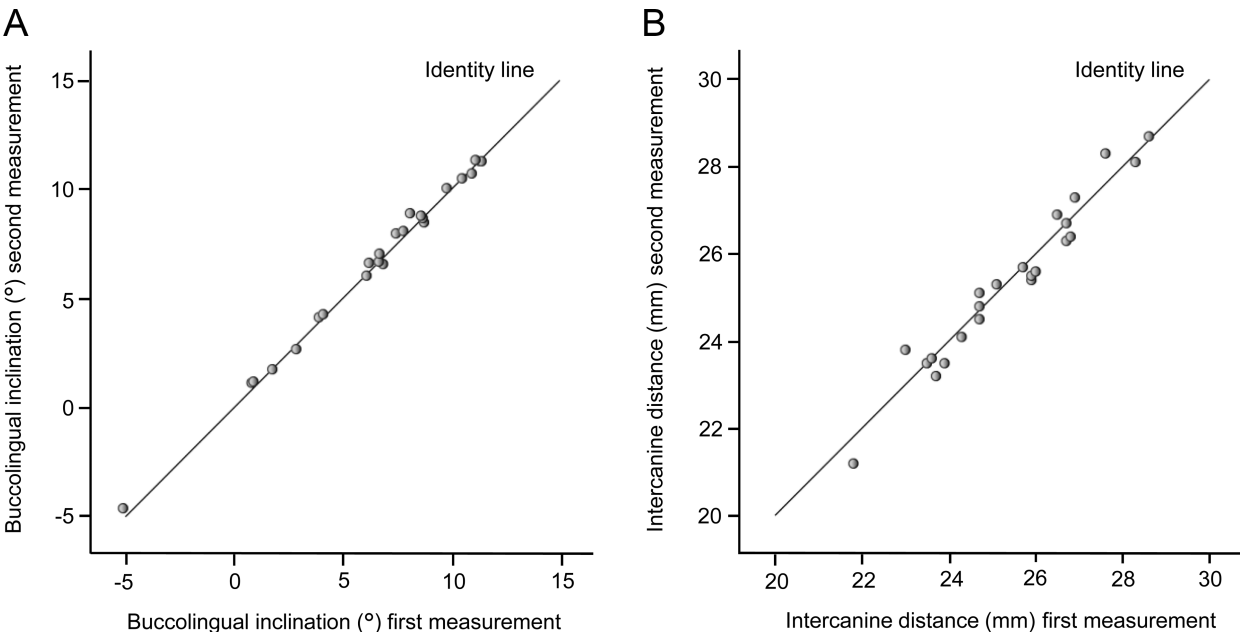 A
Identity line
15
10
5
0
-5
Buccolingual inclination (°) second measurement
-5 0 5 10 15
Buccolingual inclination (°) first measurement
B
Identity line
30
28
26
24
22
20
Intercanine distance (mm) second measurement
20 22 24 26 28 30
Intercanine distance (mm) first measurement